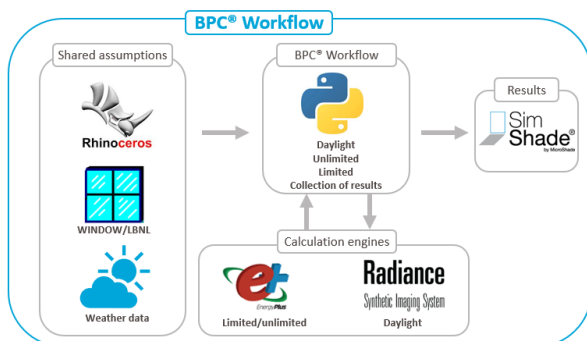 BPC® Workflow
Shared assumptions
Rhinoceros
WINDOW/LBNL
Weather data
BPC® Workflow
Daylight
Unlimited
Limited
Collection of results
Results
Sim
Shade®
by MicroShade
Calculation engines
e+
EnergyPlus
Limited/unlimited
Radiance
Synthetic Imaging System
Daylight